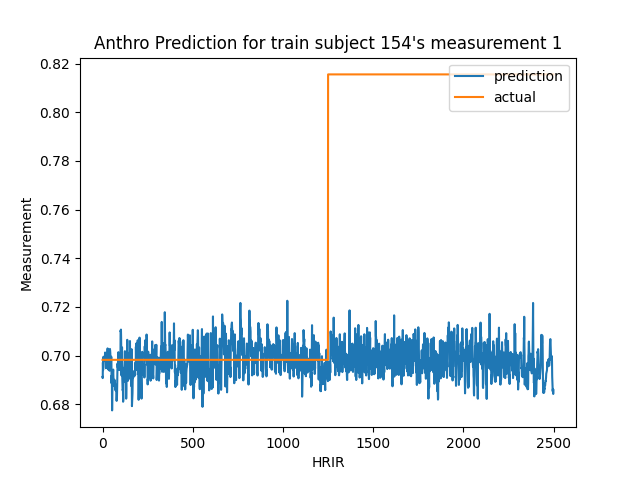 Anthro Prediction for train subject 154's measurement 1
prediction
actual
0.82
0.80
0.78
0.76
0.74
0.72
0.70
0.68
Measurement
0
500
1000
1500
2000
2500
HRIR